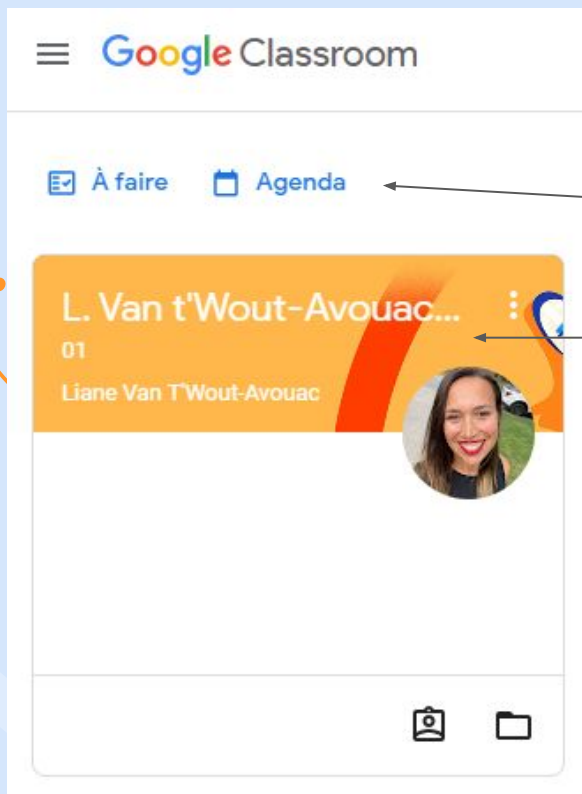 Google Classroom
À faire Agenda
L. Van t'Wout-Avouac...
01
Liane Van T'Wout-Avouac